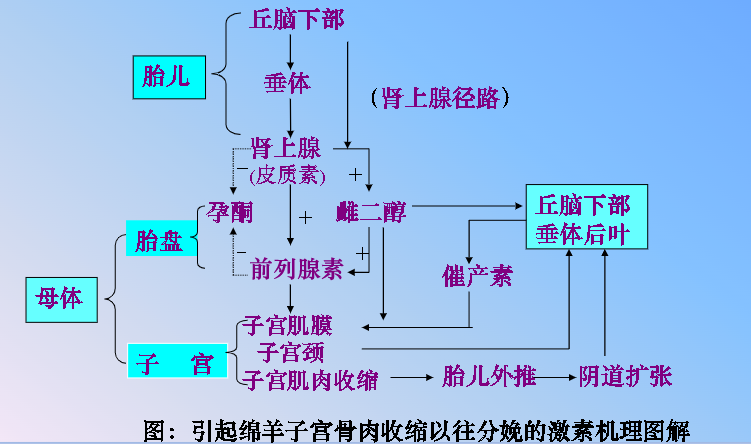 丘脑下部
胎儿
垂体
（肾上腺径路）
肾上腺
(皮质素)
－
＋
孕酮
＋
雌二醇
丘脑下部
垂体后叶
胎盘
－
＋
前列腺素
催产素
母体
子宫肌膜
子宫颈
子 宫
子宫肌肉收缩
胎儿外推
阴道扩张
图：引起绵羊子宫骨肉收缩以往分娩的激素机理图解